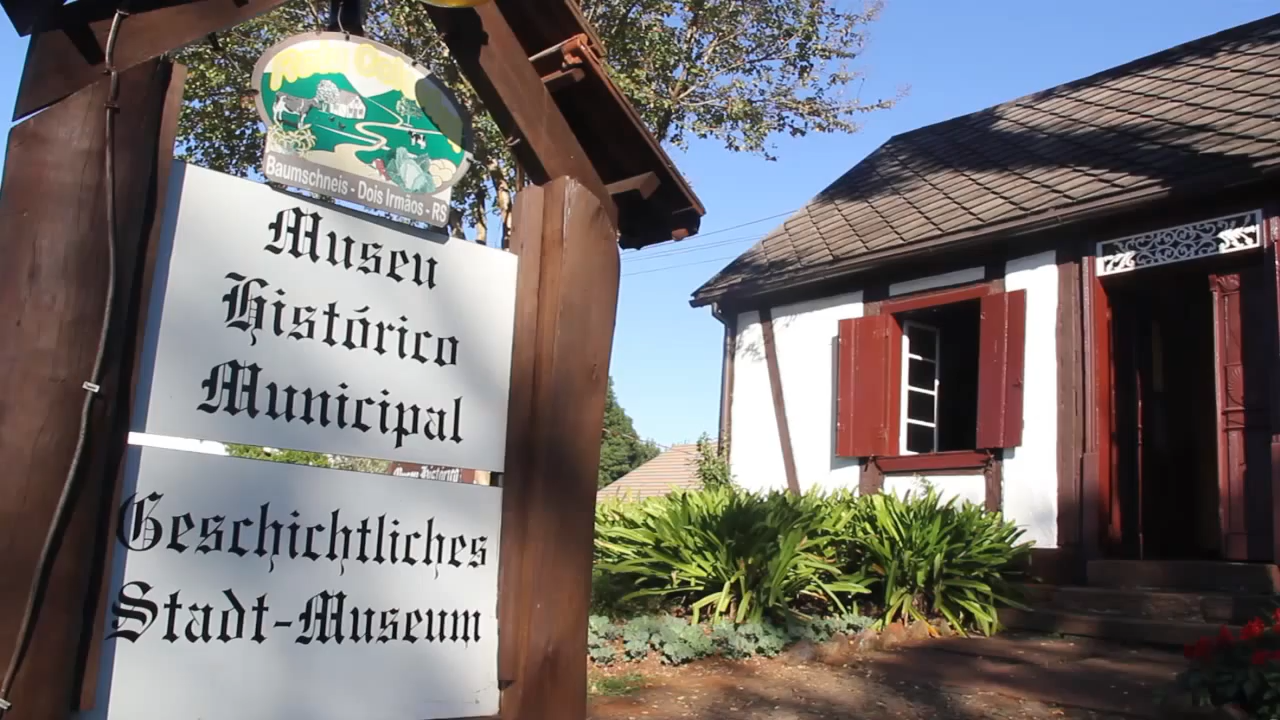 Baumschneis - Dois Irmãos - RS
Museu
Histórico
Municipal
Geschichtliches
Stadt-Museum